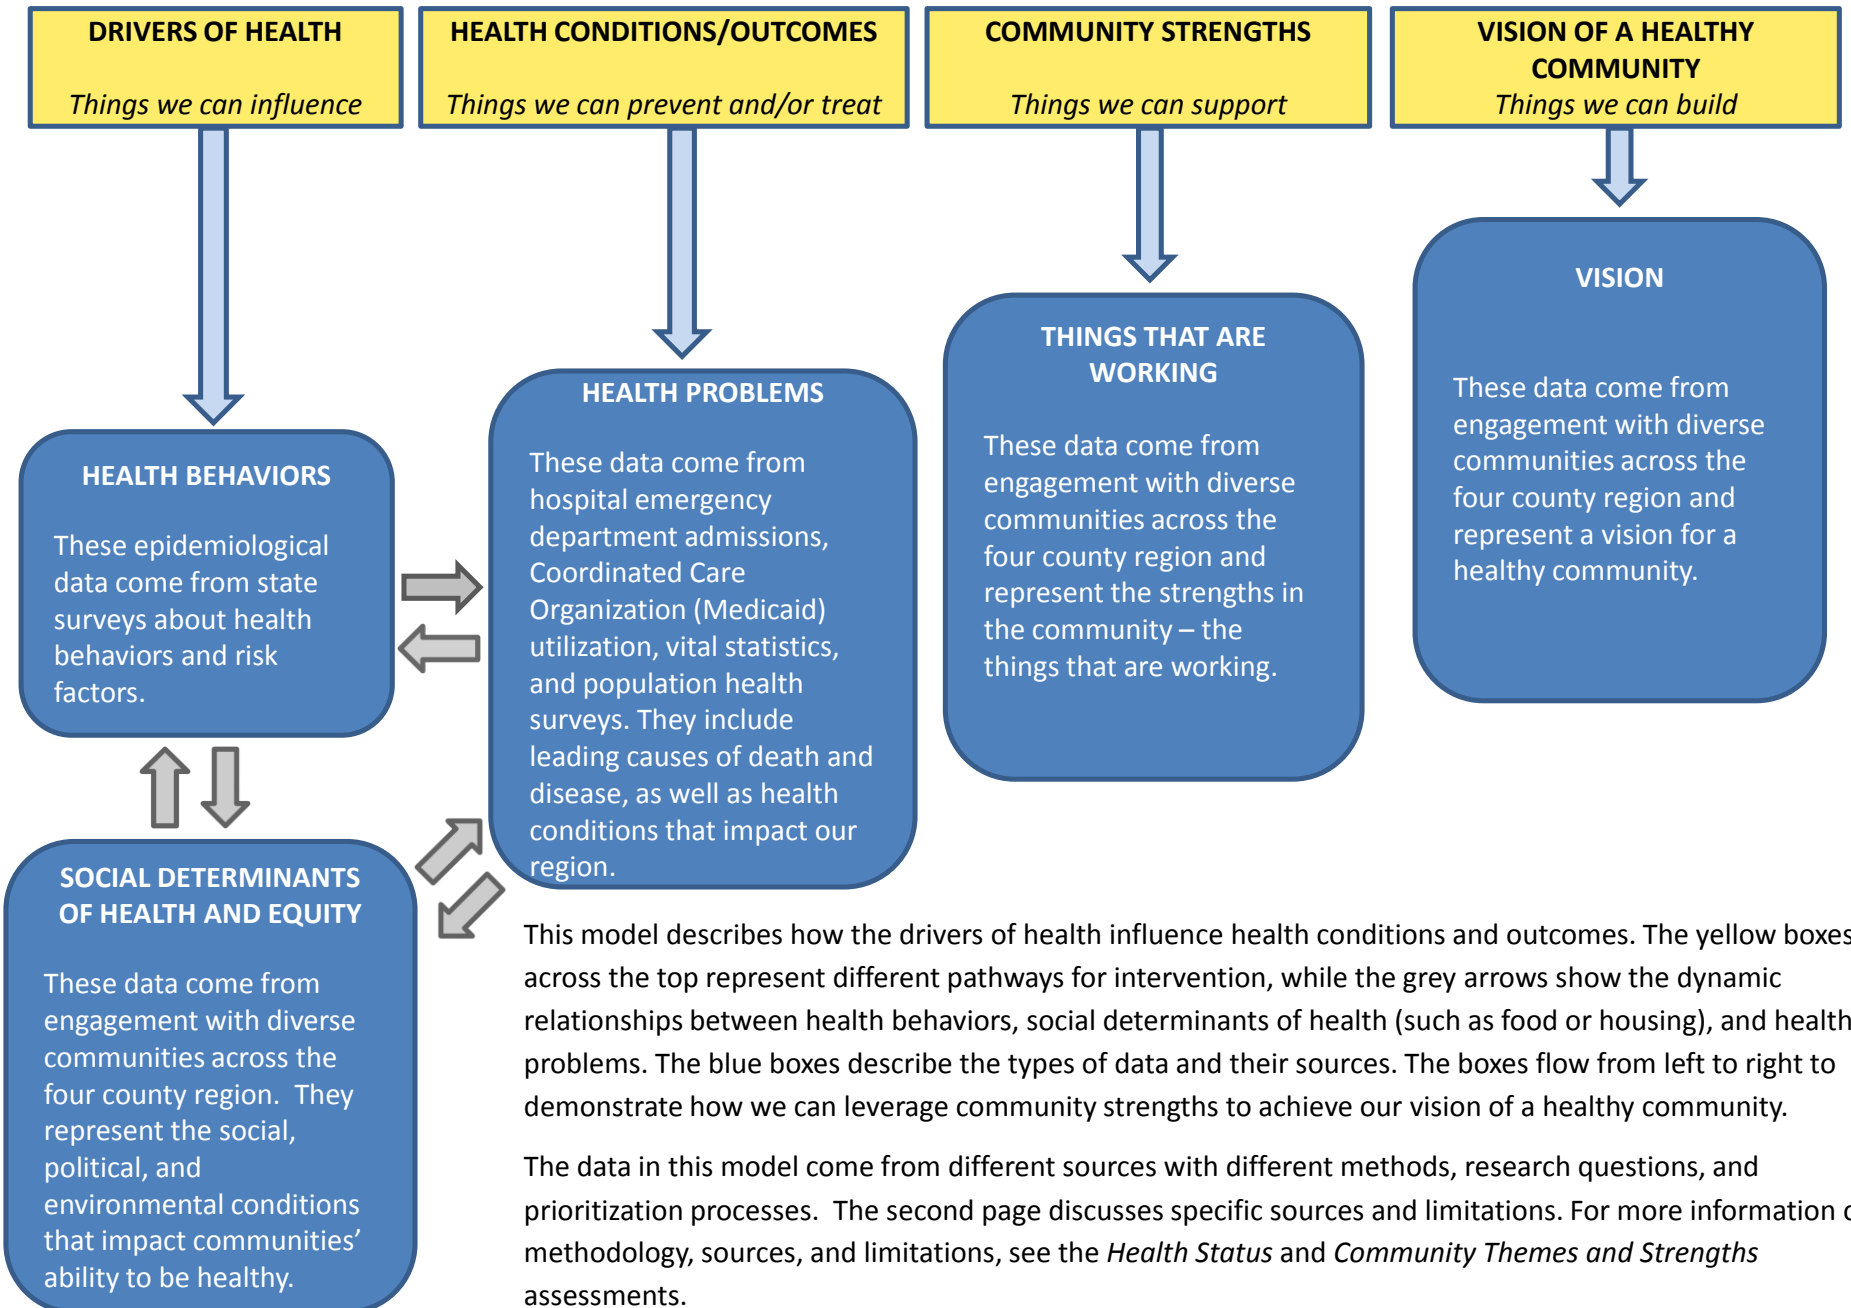 DRIVERS OF HEALTH
Things we can influence
HEALTH CONDITIONS/OUTCOMES
Things we can prevent and/or treat
COMMUNITY STRENGTHS
Things we can support
VISION OF A HEALTHY
COMMUNITY
Things we can build
HEALTH BEHAVIORS
These epidemiological
data come from state
surveys about health
behaviors and risk
factors.
SOCIAL DETERMINANTS
OF HEALTH AND EQUITY
These data come from
engagement with diverse
communities across the
four county region.  They
represent the social,
political, and
environmental conditions
that impact communities’
ability to be healthy.
HEALTH PROBLEMS
These data come from
hospital emergency
department admissions,
Coordinated Care
Organization (Medicaid)
utilization, vital statistics,
and population health
surveys. They include
leading causes of death and
disease, as well as health
conditions that impact our
region.
THINGS THAT ARE
WORKING
These data come from
engagement with diverse
communities across the
four county region and
represent the strengths in
the community – the
things that are working.
VISION
These data come from
engagement with diverse
communities across the
four county region and
represent a vision for a
healthy community.
This model describes how the drivers of health influence health conditions and outcomes. The yellow boxes
across the top represent different pathways for intervention, while the grey arrows show the dynamic
relationships between health behaviors, social determinants of health (such as food or housing), and health
problems. The blue boxes describe the types of data and their sources. The boxes flow from left to right to
demonstrate how we can leverage community strengths to achieve our vision of a healthy community.
The data in this model come from different sources with different methods, research questions, and
prioritization processes.  The second page discusses specific sources and limitations. For more information
methodology, sources, and limitations, see the Health Status and Community Themes and Strengths
assessments.